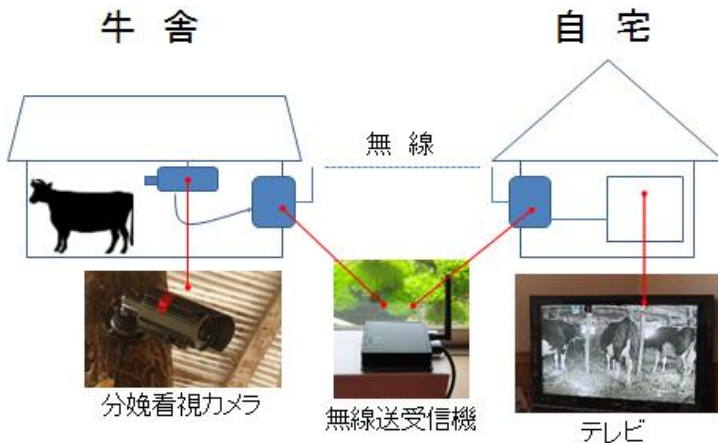 牛 舎
自 宅
無 線
分娩看視カメラ
無線送受信機
テレビ